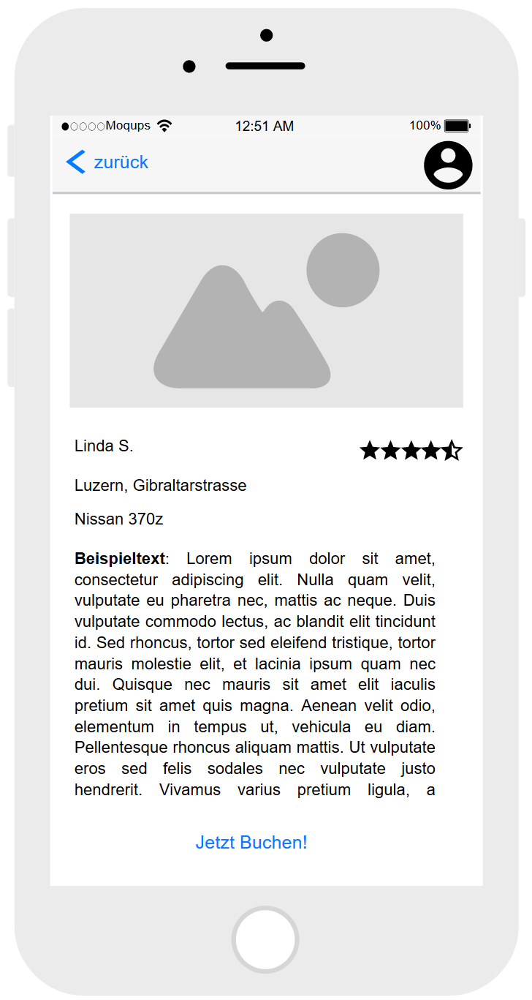 Moqups 12:51 AM 100%
zurück
Linda S.
Luzern, Gibraltarstrasse
Nissan 370z
Beispieltext: Lorem ipsum dolor sit amet,
consectetur adipiscing elit. Nulla quam velit,
vulputate eu pharetra nec, mattis ac neque. Duis
vulputate commodo lectus, ac blandit elit tincidunt
id. Sed rhoncus, tortor sed eleifend tristique, tortor
mauris molestie elit, et lacinia ipsum quam nec
dui. Quisque nec mauris sit amet elit iaculis
pretium sit amet quis magna. Aenean velit odio,
elementum in tempus ut, vehicula eu diam.
Pellentesque rhoncus aliquam mattis. Ut vulputate
eros sed felis sodales nec vulputate justo
hendrerit. Vivamus varius pretium ligula, a
Jetzt Buchen!